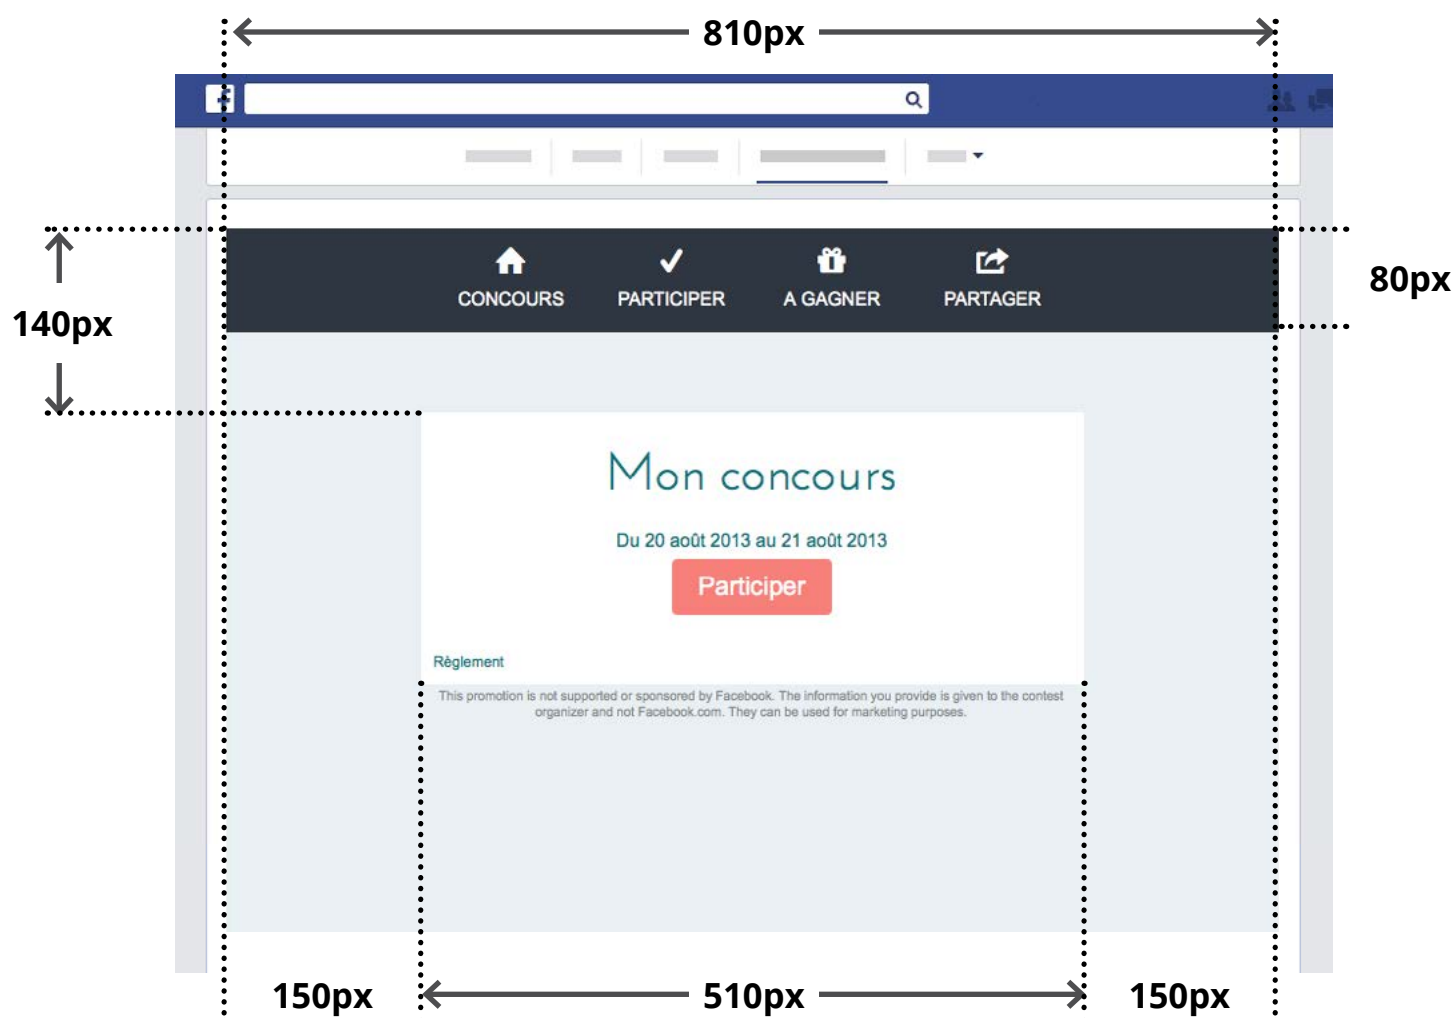 810px
f
CONCOURS PARTICIPER A GAGNER PARTAGER
80px
140px
Mon concours
Du 20 août 2013 au 21 août 2013
Participer
Règlement
This promotion is not supported or sponsored by Facebook. The information you provide is given to the contest
organizer and not Facebook.com. They can be used for marketing purposes.
150px 510px 150px